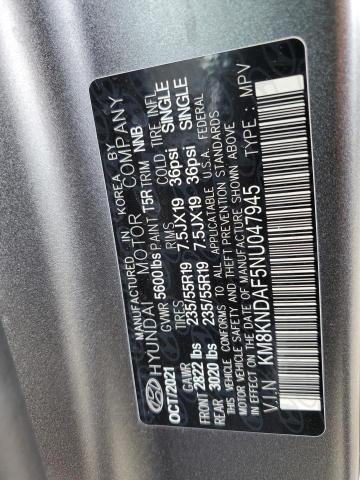 MANUFACTURED IN KOREA BY
HYUNDAI MOTOR COMPANY
OCT/2021 GVWR 5600 lbs PAINT T5R TRIM NNB
GAWR TIRES RIMS COLD TIRE INFL
FRONT 2822 lbs 235/55R19 7.5JX19 36psi SINGLE
REAR 3020 lbs 235/55R19 7.5JX19 36psi SINGLE
THIS VEHICLE CONFORMS TO ALL APPLICATABLE U.S.A. FEDERAL
MOTOR VEHICLE SAFETY AND THEFT PREVENTION STANDARDS
IN EFFECT ON THE DATE OF MANUFACTURE SHOWN ABOVE
V.I.N : KM8KNDAF5NU047945 TYPE : MPV